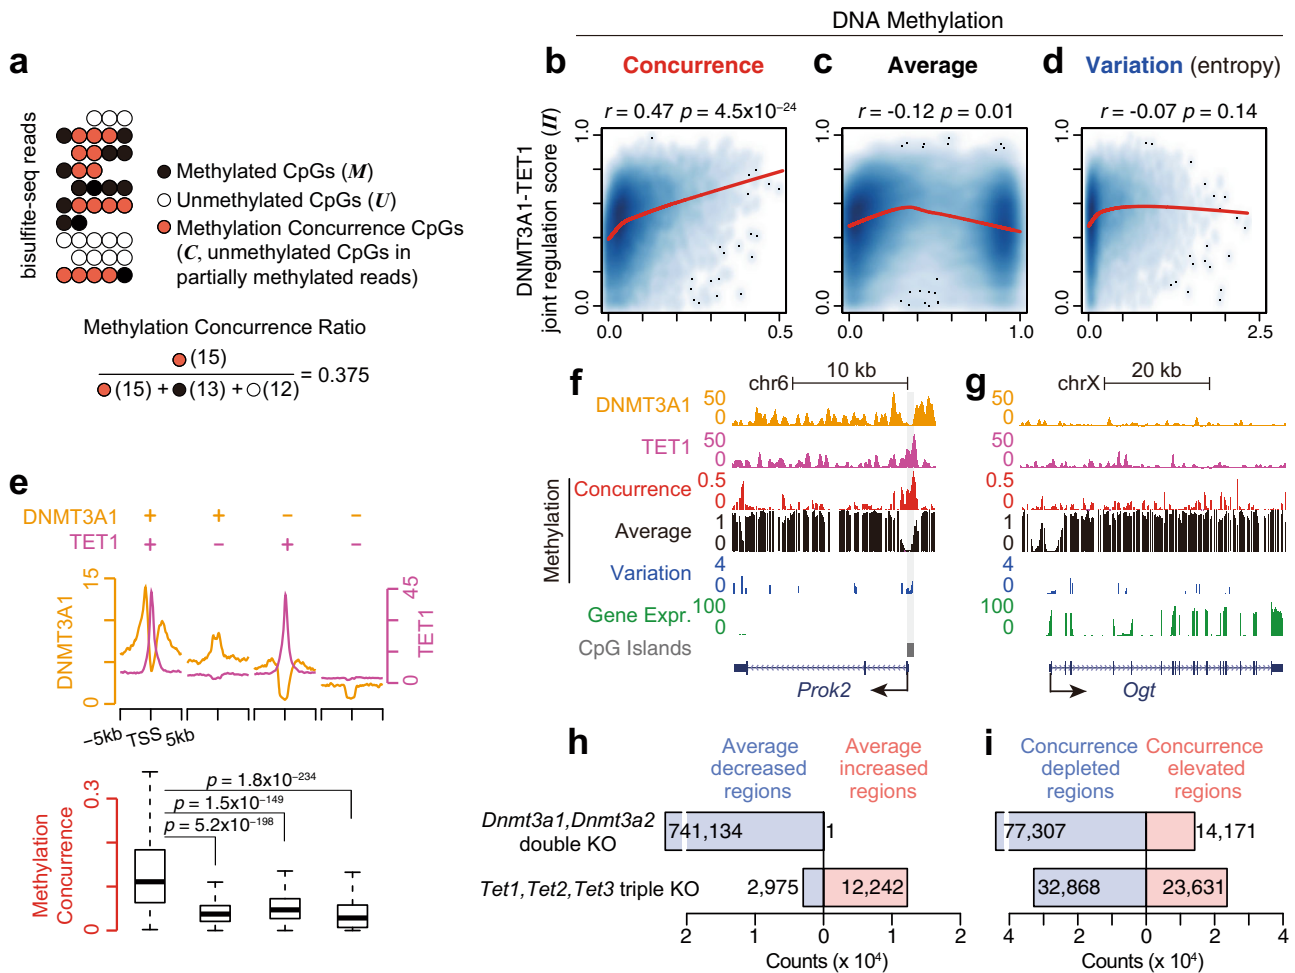 DNA Methylation
a
bisulfite-seq reads
Methylated CpGs (M)
Unmethylated CpGs (U)
Methylation Concurrence CpGs
(C, unmethylated CpGs in
partially methylated reads)
Methylation Concurrence Ratio
(15)
(15) + (13) + (12) = 0.375
b
Concurrence
r = 0.47 p = 4.5x10⁻²⁴
DNMT3A1-TET1
joint regulation score (Π)
1.0
0.0
0.0
0.5
c
Average
r = -0.12 p = 0.01
1.0
0.0
0.0
1.0
d
Variation (entropy)
r = -0.07 p = 0.14
1.0
0.0
0.0
2.5
e
DNMT3A1 + + − −
TET1 + − + −
DNMT3A1
15
0
45
0
TET1
−5kb TSS 5kb
Methylation
Concurrence
0.3
0
p = 1.8x10⁻²³⁴
p = 1.5x10⁻¹⁴⁹
p = 5.2x10⁻¹⁹⁸
f
chr6 10 kb
DNMT3A1 50
0
TET1 50
0
Methylation
Concurrence 0.5
0
Average 1
0
Variation 4
0
Gene Expr. 100
0
CpG Islands
Prok2
g
chrX 20 kb
50
0
50
0
0.5
0
1
0
4
0
100
0
Ogt
h
Average
decreased
regions
Average
increased
regions
Dnmt3a1,Dnmt3a2
double KO
741,134
1
Tet1,Tet2,Tet3 triple KO
2,975
12,242
2 1 0 1 2
Counts (x 10⁴)
i
Concurrence
depleted
regions
Concurrence
elevated
regions
77,307
14,171
32,868
23,631
4 2 0 2 4
Counts (x 10⁴)